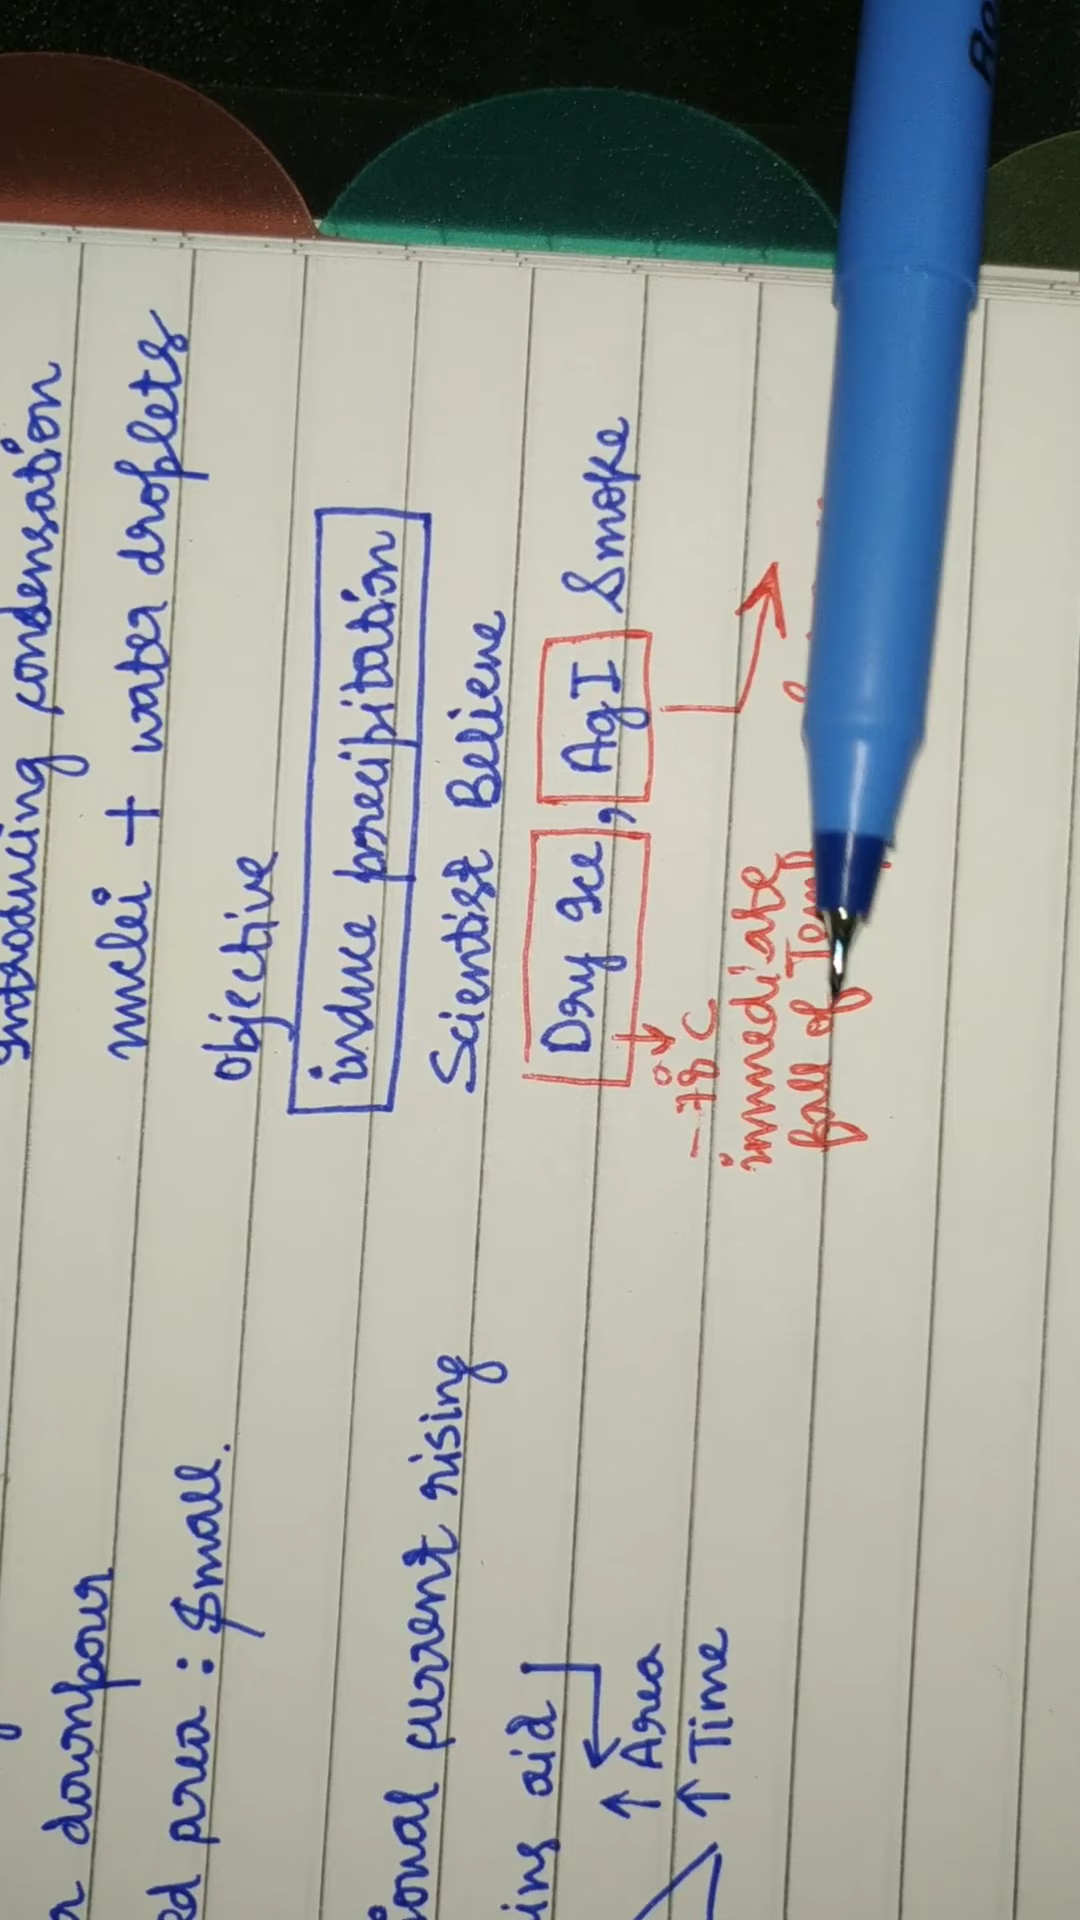 Introducing condensation
nuclei + water droplets
Objective
induce precipitation
Scientist Believe
Dry Ice, AgI Smoke
-78°C
immediate
fall of Temp
downpour
area : Small.
current rising
aid
↑ Area
↑ Time